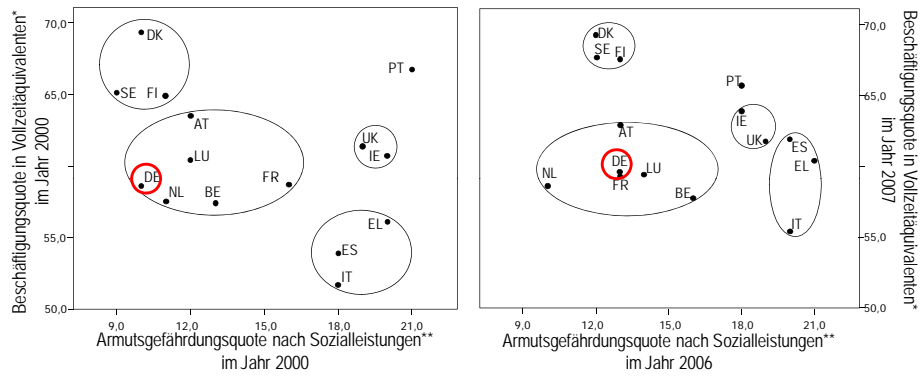 Beschäftigungsquote in Vollzeitäquivalenten*
im Jahr 2000
70,0
65,0
55,0
50,0
DK
SE
FI
PT
AT
LU
UK
IE
DE
NL
BE
FR
EL
ES
IT
9,0
12,0
15,0
18,0
21,0
Armutsgefährdungsquote nach Sozialleistungen**
im Jahr 2000
DK
SE
FI
PT
IE
UK
AT
ES
DE
LU
EL
FR
NL
BE
IT
9,0
12,0
15,0
18,0
21,0
Armutsgefährdungsquote nach Sozialleistungen**
im Jahr 2006
70,0
65,0
55,0
50,0
Beschäftigungsquote in Vollzeitäquivalenten*
im Jahr 2007